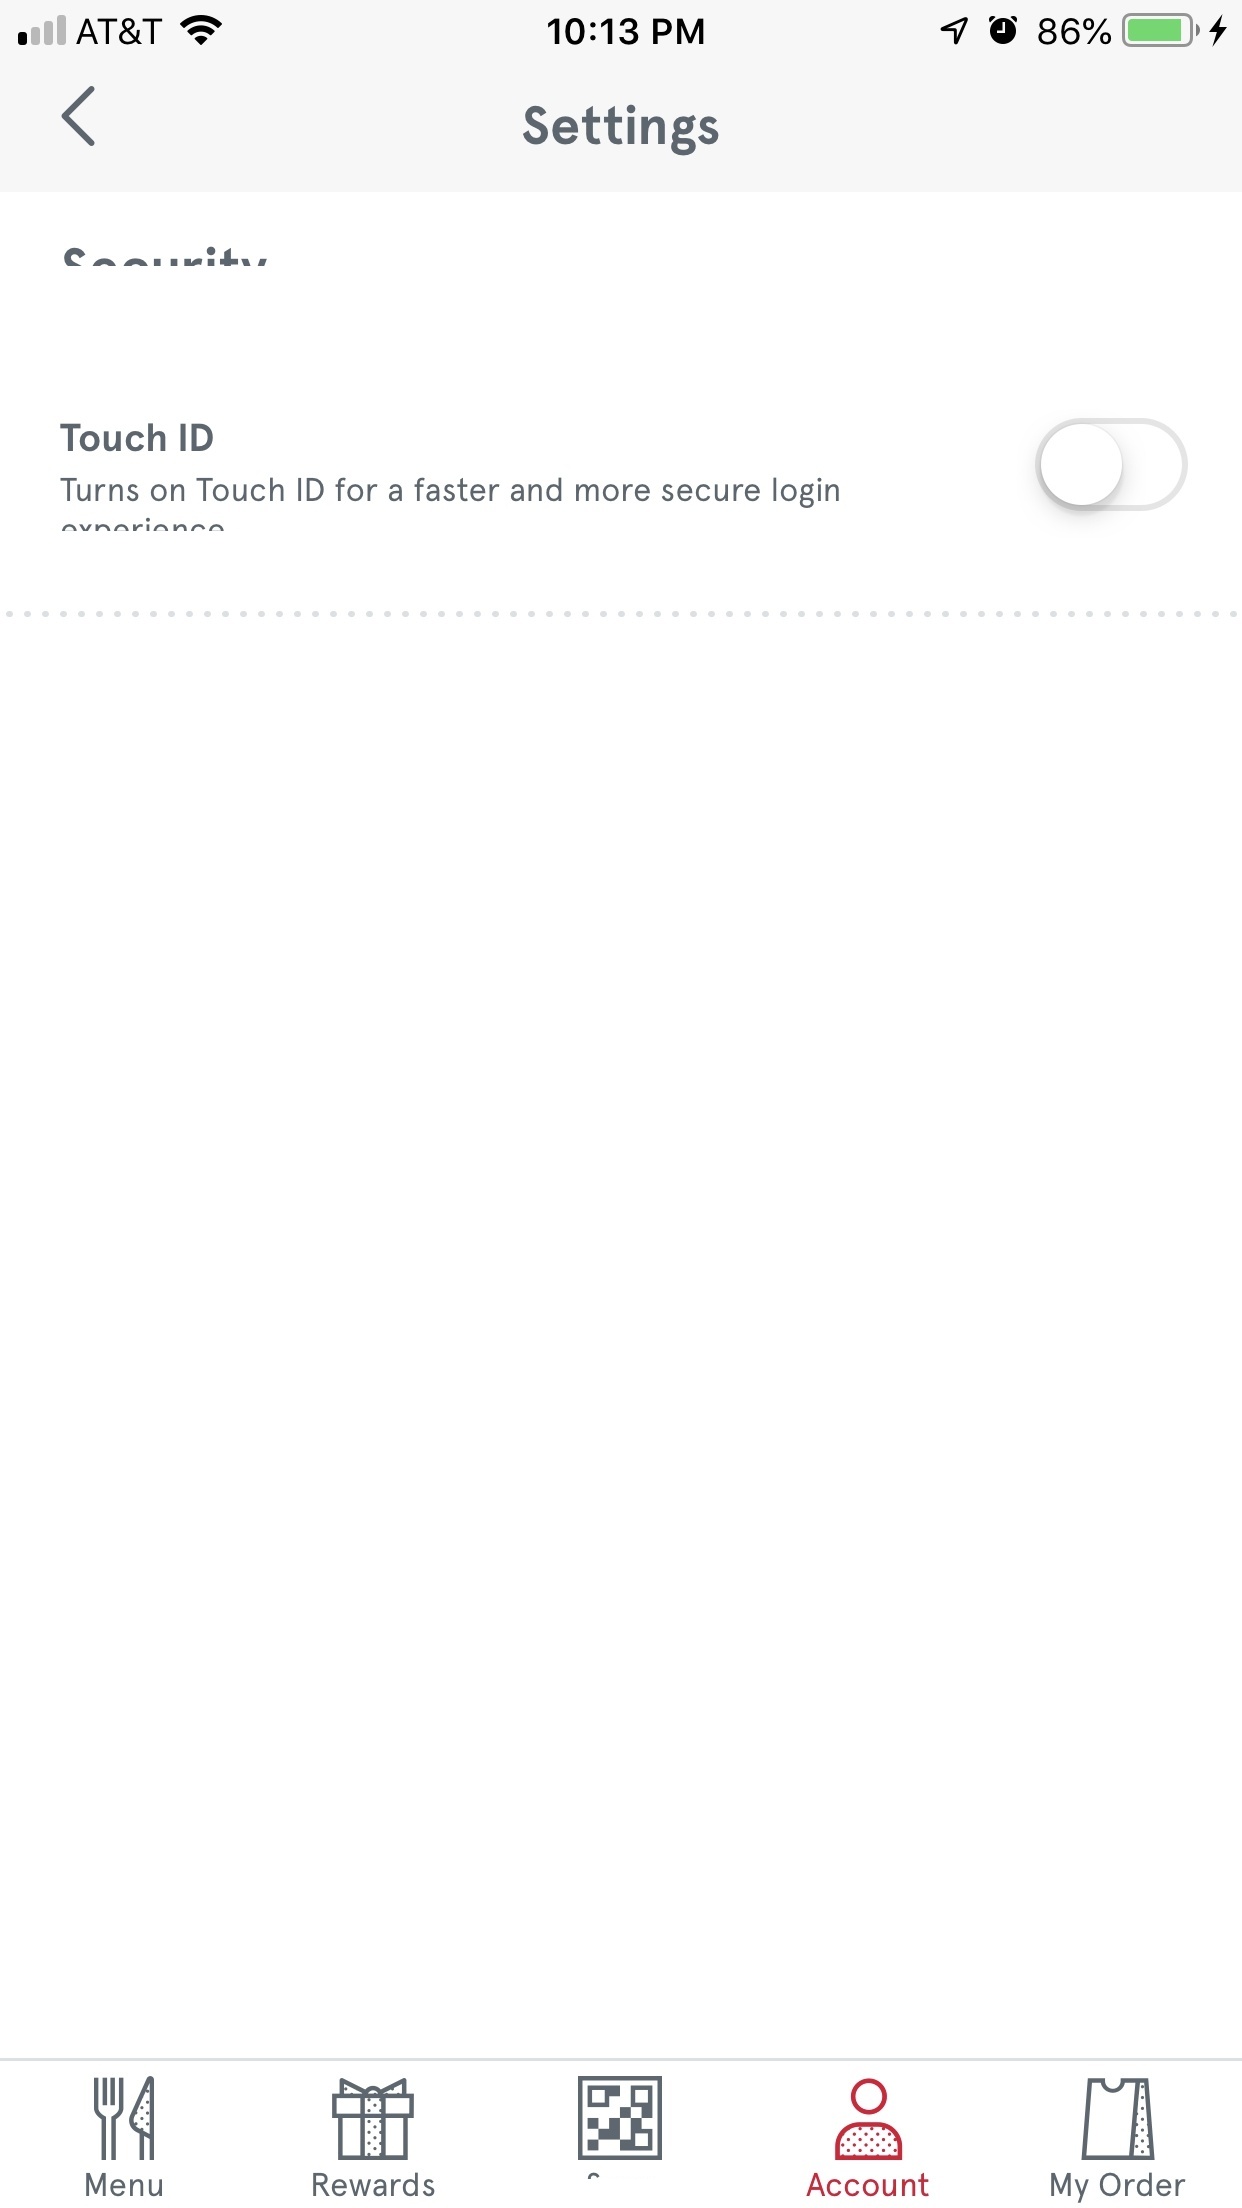 AT&T 10:13 PM 86%
Settings
Security
Touch ID
Turns on Touch ID for a faster and more secure login
experience
Menu Rewards Account My Order